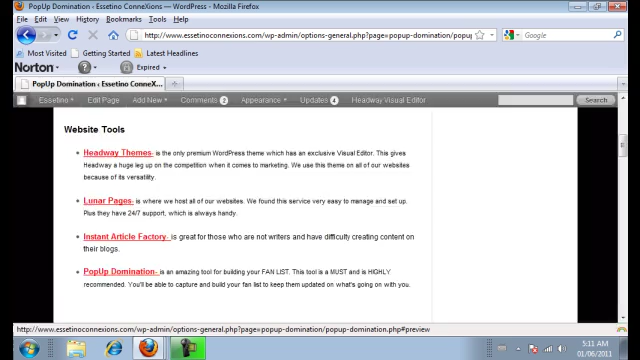 PopUp Domination ‹ Essetino ConneXions — WordPress - Mozilla Firefox
File Edit View History Bookmarks Tools Help
http://www.essetinoconnexions.com/wp-admin/options-general.php?page=popup-domination/popup
Google
Most Visited Getting Started Latest Headlines
Norton Expired
PopUp Domination ‹ Essetino ConneX...
Essetino Edit Page Add New Comments 2 Appearance Updates 4 Headway Visual Editor Search
Website Tools
Headway Themes- is the only premium WordPress theme which has an exclusive Visual Editor. This gives
Headway a huge leg up on the competition when it comes to marketing. We use this theme on all of our websites
because of its versatility.
Lunar Pages- is where we host all of our websites. We found this service very easy to manage and set up.
Plus they have 24/7 support, which is always handy.
Instant Article Factory- is great for those who are not writers and have difficulty creating content on
their blogs.
PopUp Domination- is an amazing tool for building your FAN LIST. This tool is a MUST and is HIGHLY
recommended. You'll be able to capture and build your fan list to keep them updated on what's going on with you.
http://www.essetinoconnexions.com/wp-admin/options-general.php?page=popup-domination/popup-domination.php#preview
5:11 AM
01/06/2011